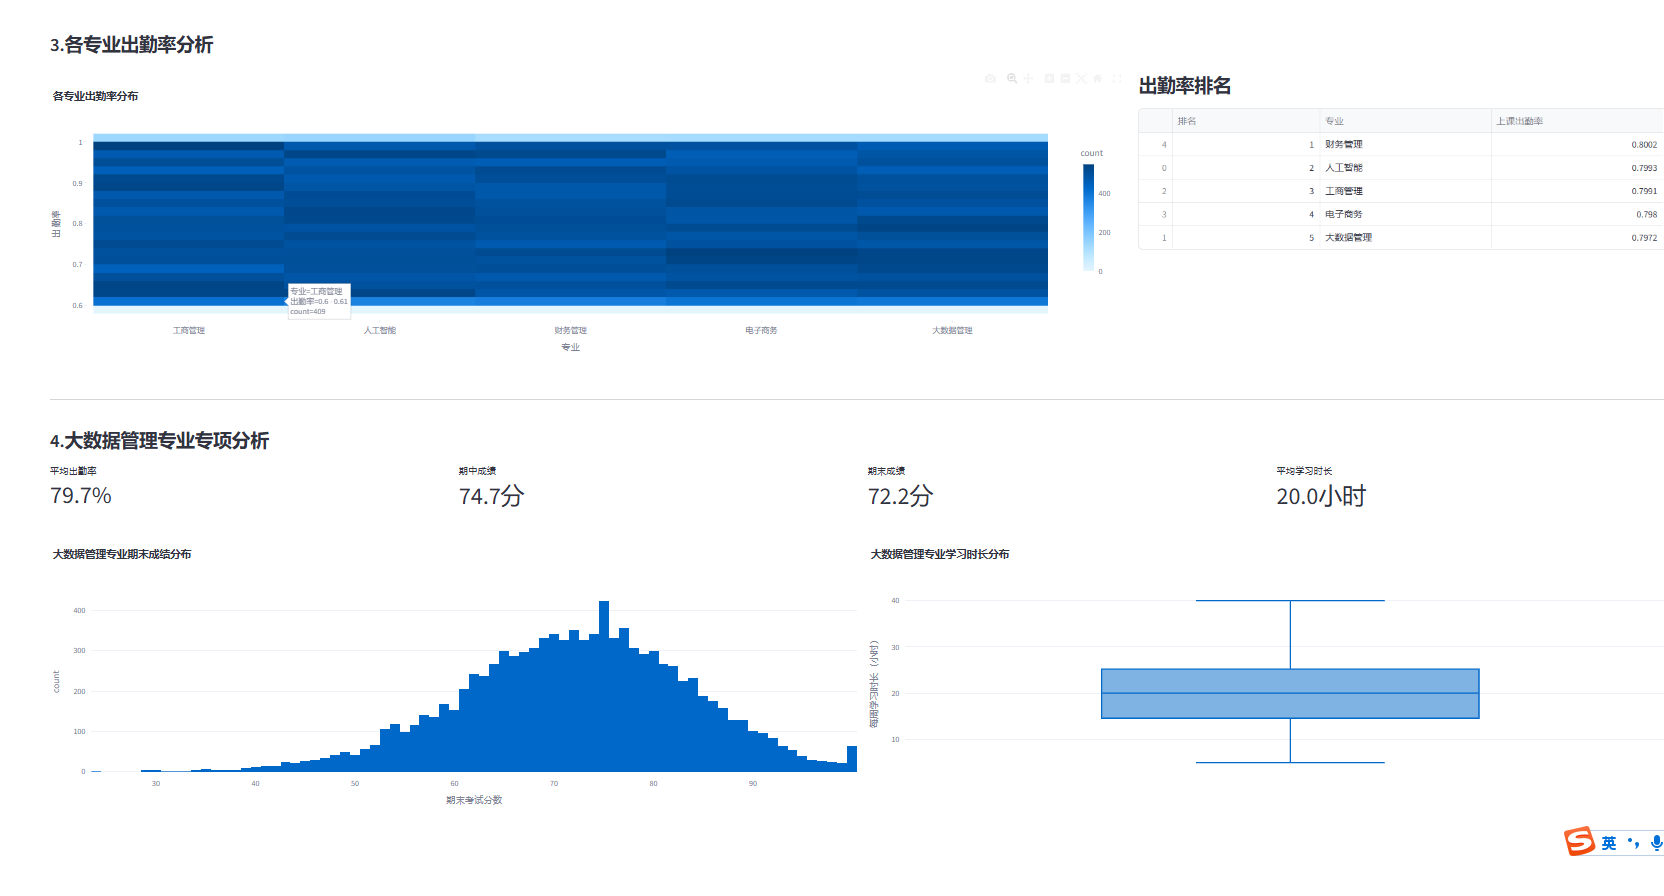 3.各专业出勤率分析
各专业出勤率分布
1
0.9
0.8
0.7
0.6
出勤率
专业=工商管理
出勤率=0.6 - 0.61
count=409
工商管理 人工智能 财务管理 电子商务 大数据管理
专业
count
400
200
0
出勤率排名
排名 专业 上课出勤率
4 1 财务管理 0.8002
0 2 人工智能 0.7993
2 3 工商管理 0.7991
3 4 电子商务 0.798
1 5 大数据管理 0.7972
4.大数据管理专业专项分析
平均出勤率
79.7%
期中成绩
74.7分
期末成绩
72.2分
平均学习时长
20.0小时
大数据管理专业期末成绩分布
400
300
200
100
0
count
30 40 50 60 70 80 90
期末考试分数
大数据管理专业学习时长分布
40
30
20
10
每周学习时长（小时）
S 英